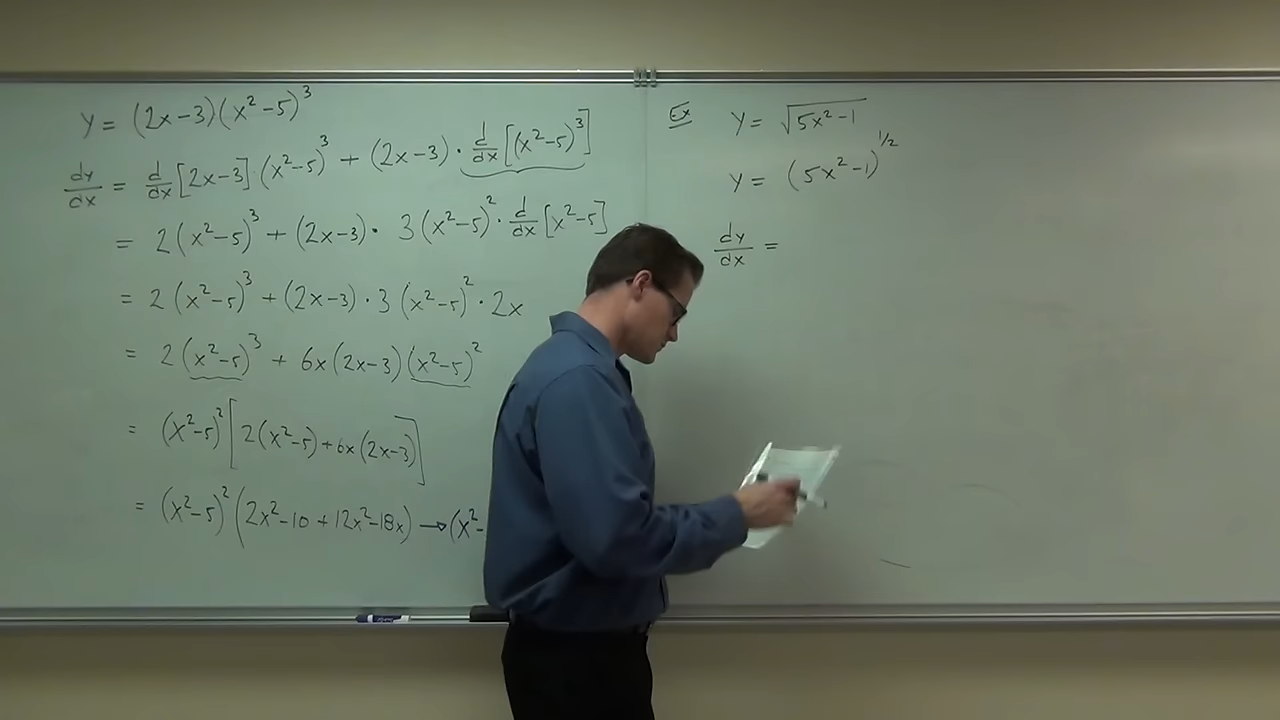 y = (2x-3)(x²-5)³
dy/dx = d/dx[2x-3](x²-5)³ + (2x-3)·d/dx[(x²-5)³]
= 2(x²-5)³ + (2x-3)· 3(x²-5)²·d/dx[x²-5]
= 2(x²-5)³ + (2x-3)·3(x²-5)²·2x
= 2(x²-5)³ + 6x(2x-3)(x²-5)²
= (x²-5)²[2(x²-5)+6x(2x-3)]
= (x²-5)²(2x²-10+12x²-18x) → (x²-
Ex y = √(5x²-1)
y = (5x²-1)^1/2
dy/dx =